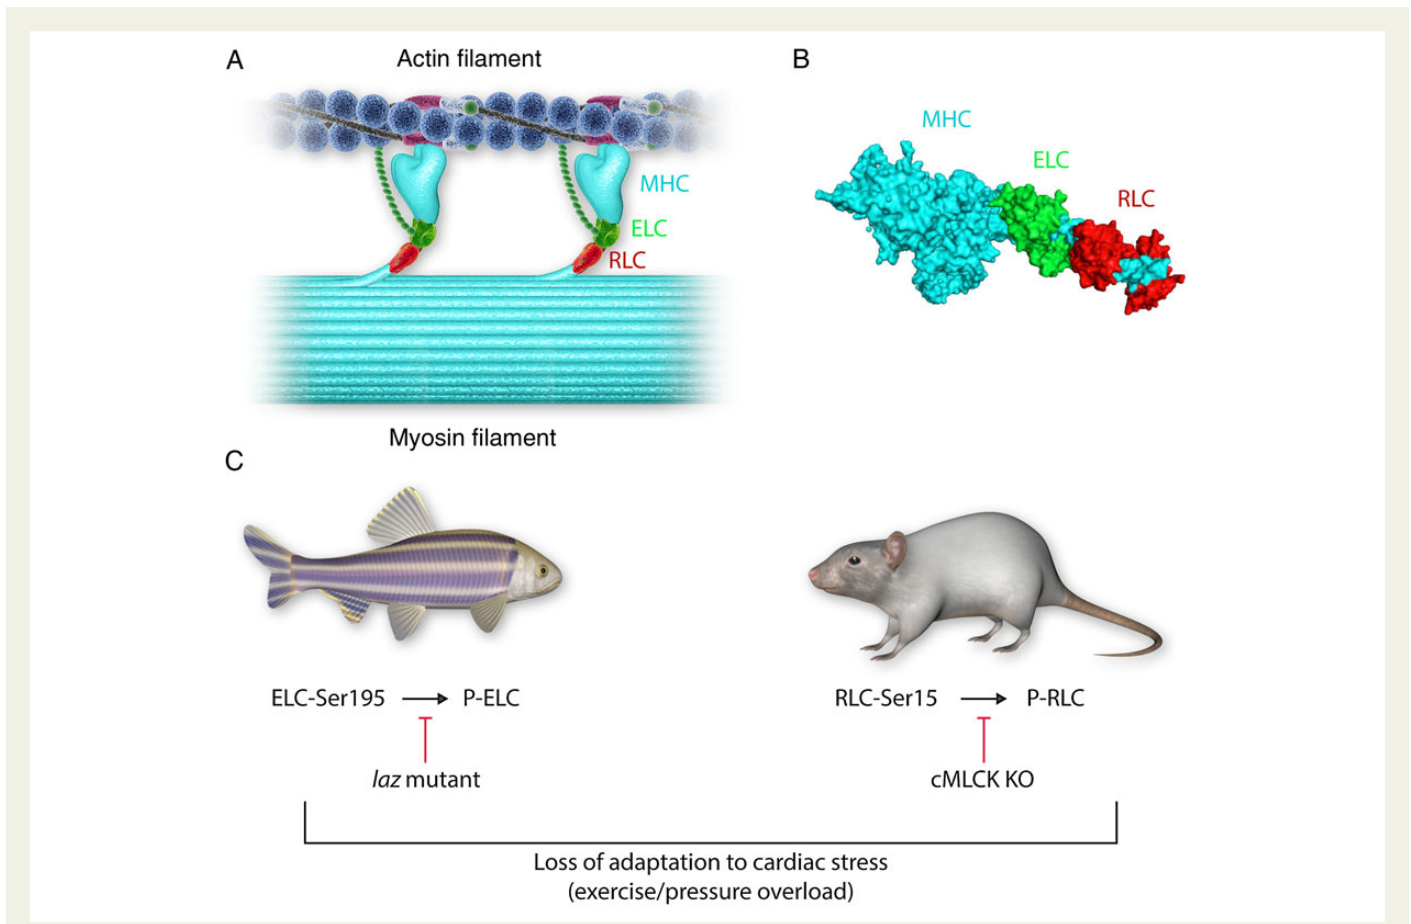 A
Actin filament
MHC
ELC
RLC
Myosin filament
B
MHC
ELC
RLC
C
ELC-Ser195 → P-ELC
laz mutant
RLC-Ser15 → P-RLC
cMLCK KO
Loss of adaptation to cardiac stress
(exercise/pressure overload)